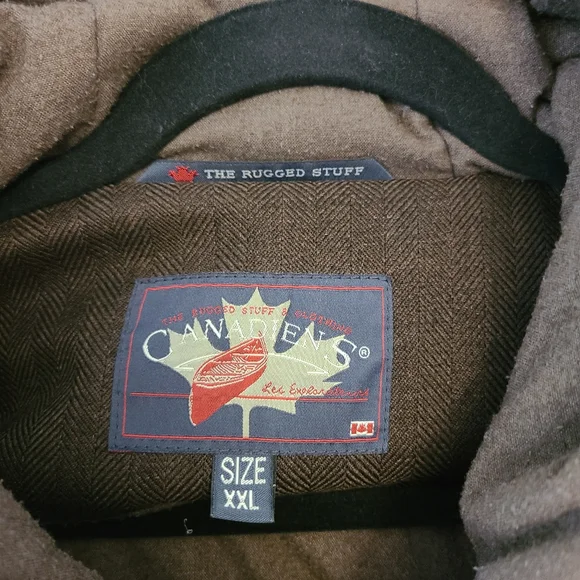 THE RUGGED STUFF
THE RUGGED STUFF & CLOTHING
CANADIENS®
Les Explorateurs
SIZE
XXL